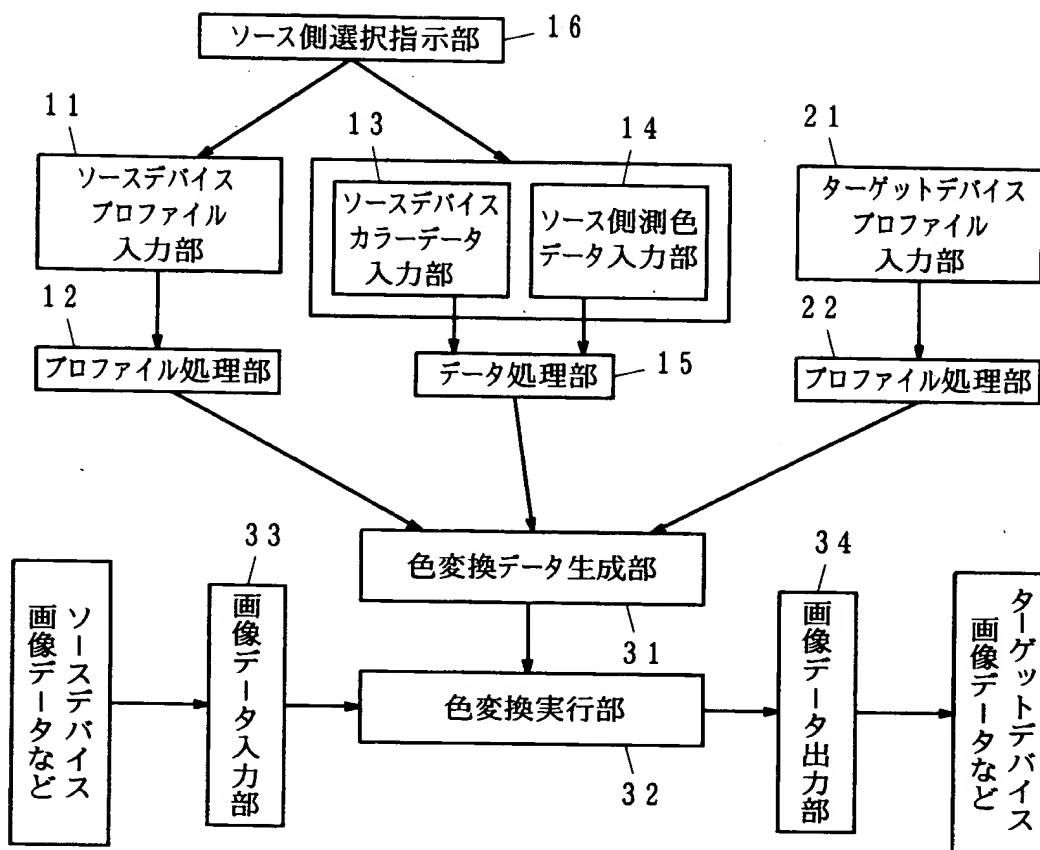 ソース側選択指示部
16
11
ソースデバイス
プロファイル
入力部
13
ソースデバイス
カラーデータ
入力部
14
ソース側測色
データ入力部
21
ターゲットデバイス
プロファイル
入力部
12
プロファイル処理部
データ処理部
15
22
プロファイル処理部
色変換データ生成部
31
ソースデバイス
画像データなど
33
画像データ入力部
色変換実行部
32
34
画像データ出力部
ターゲットデバイス
画像データなど